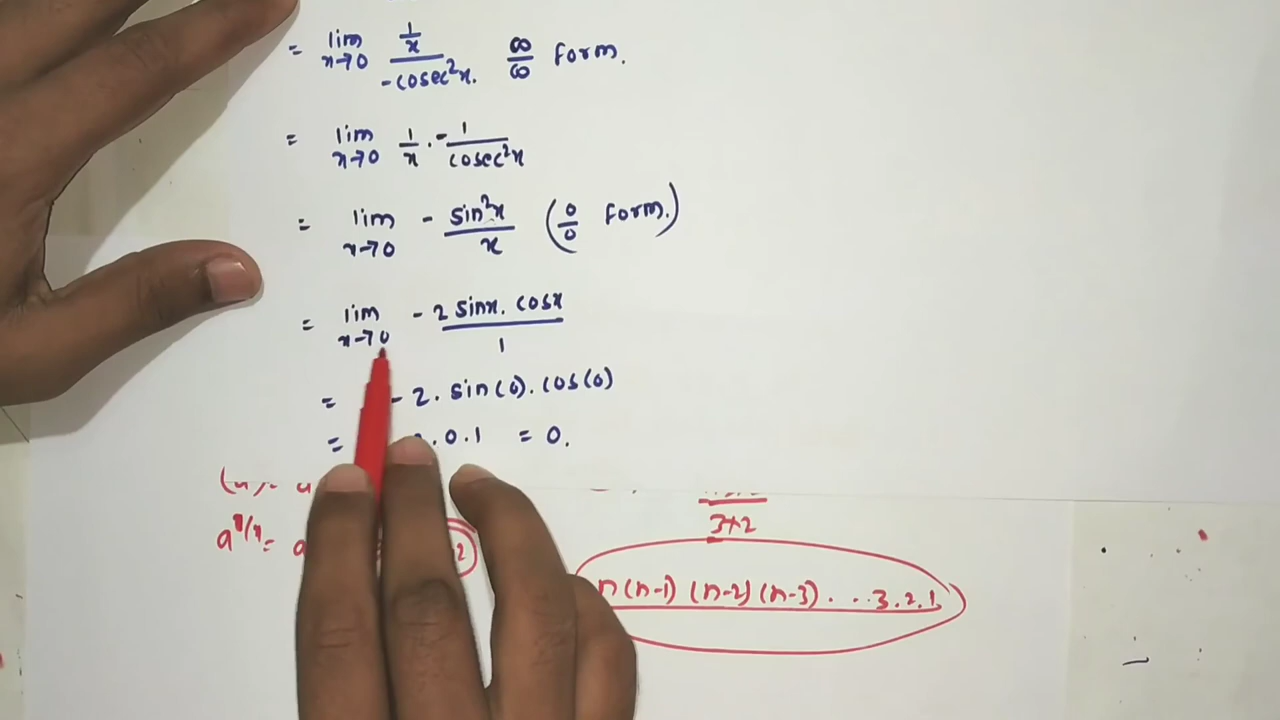 = lim x→0 1/x / -cosec²x. ∞/∞ form.
= lim x→0 1/x · -1/cosec²x
= lim x→0 - sin²x / x (0/0 form.)
= lim x→0 - 2 sinx. cosx / 1
= - 2. sin(0). cos(0)
= .0.1 = 0.
3+2
n(n-1) (n-2) (n-3) . . . 3.2.1